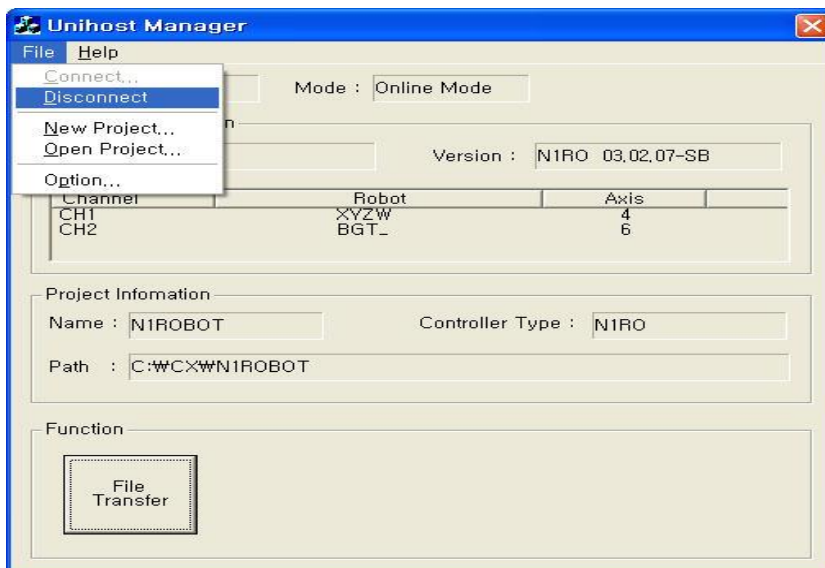 Unihost Manager
File Help
Connect...
Disconnect
New Project...
Open Project...
Option...
Mode : Online Mode
n
Version : N1RO 03.02.07-SB
Channel Robot Axis
CH1 XYZW 4
CH2 BGT_ 6
Project Infomation
Name : N1ROBOT Controller Type : N1RO
Path : C:₩CX₩N1ROBOT
Function
File
Transfer